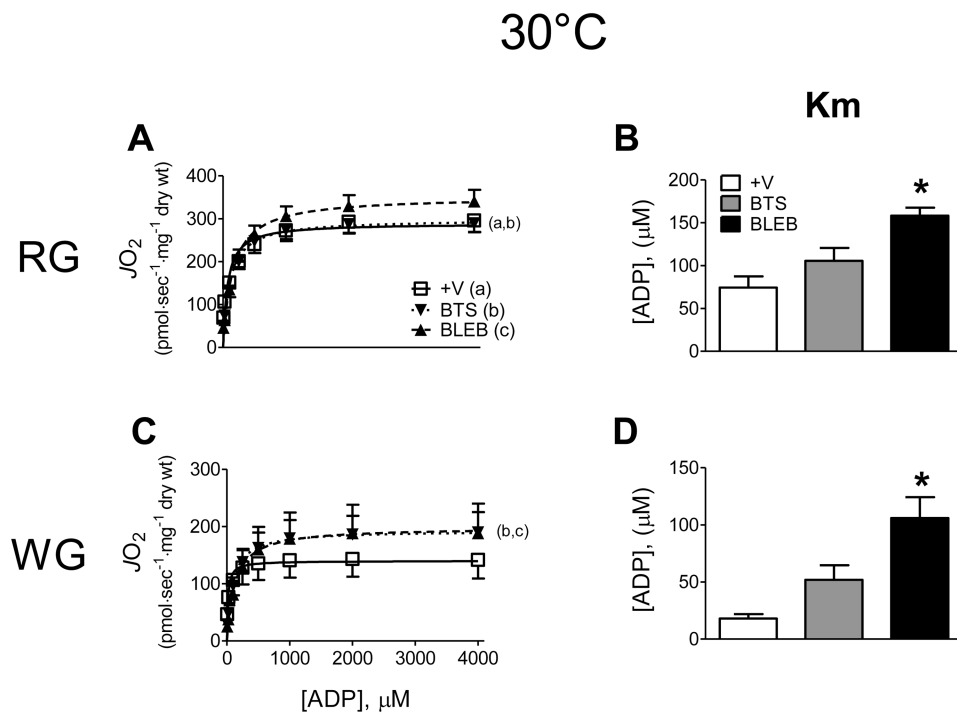 30°C
Km
RG
A
JO2
(pmol·sec-1·mg-1 dry wt)
400
300
200
100
0
(a,b)
+V (a)
BTS (b)
BLEB (c)
B
[ADP], (μM)
200
150
100
50
0
+V
BTS
BLEB
*
WG
C
JO2
(pmol·sec-1·mg-1 dry wt)
300
200
100
0
(b,c)
0 1000 2000 3000 4000
[ADP], μM
D
[ADP], (μM)
150
100
50
0
*